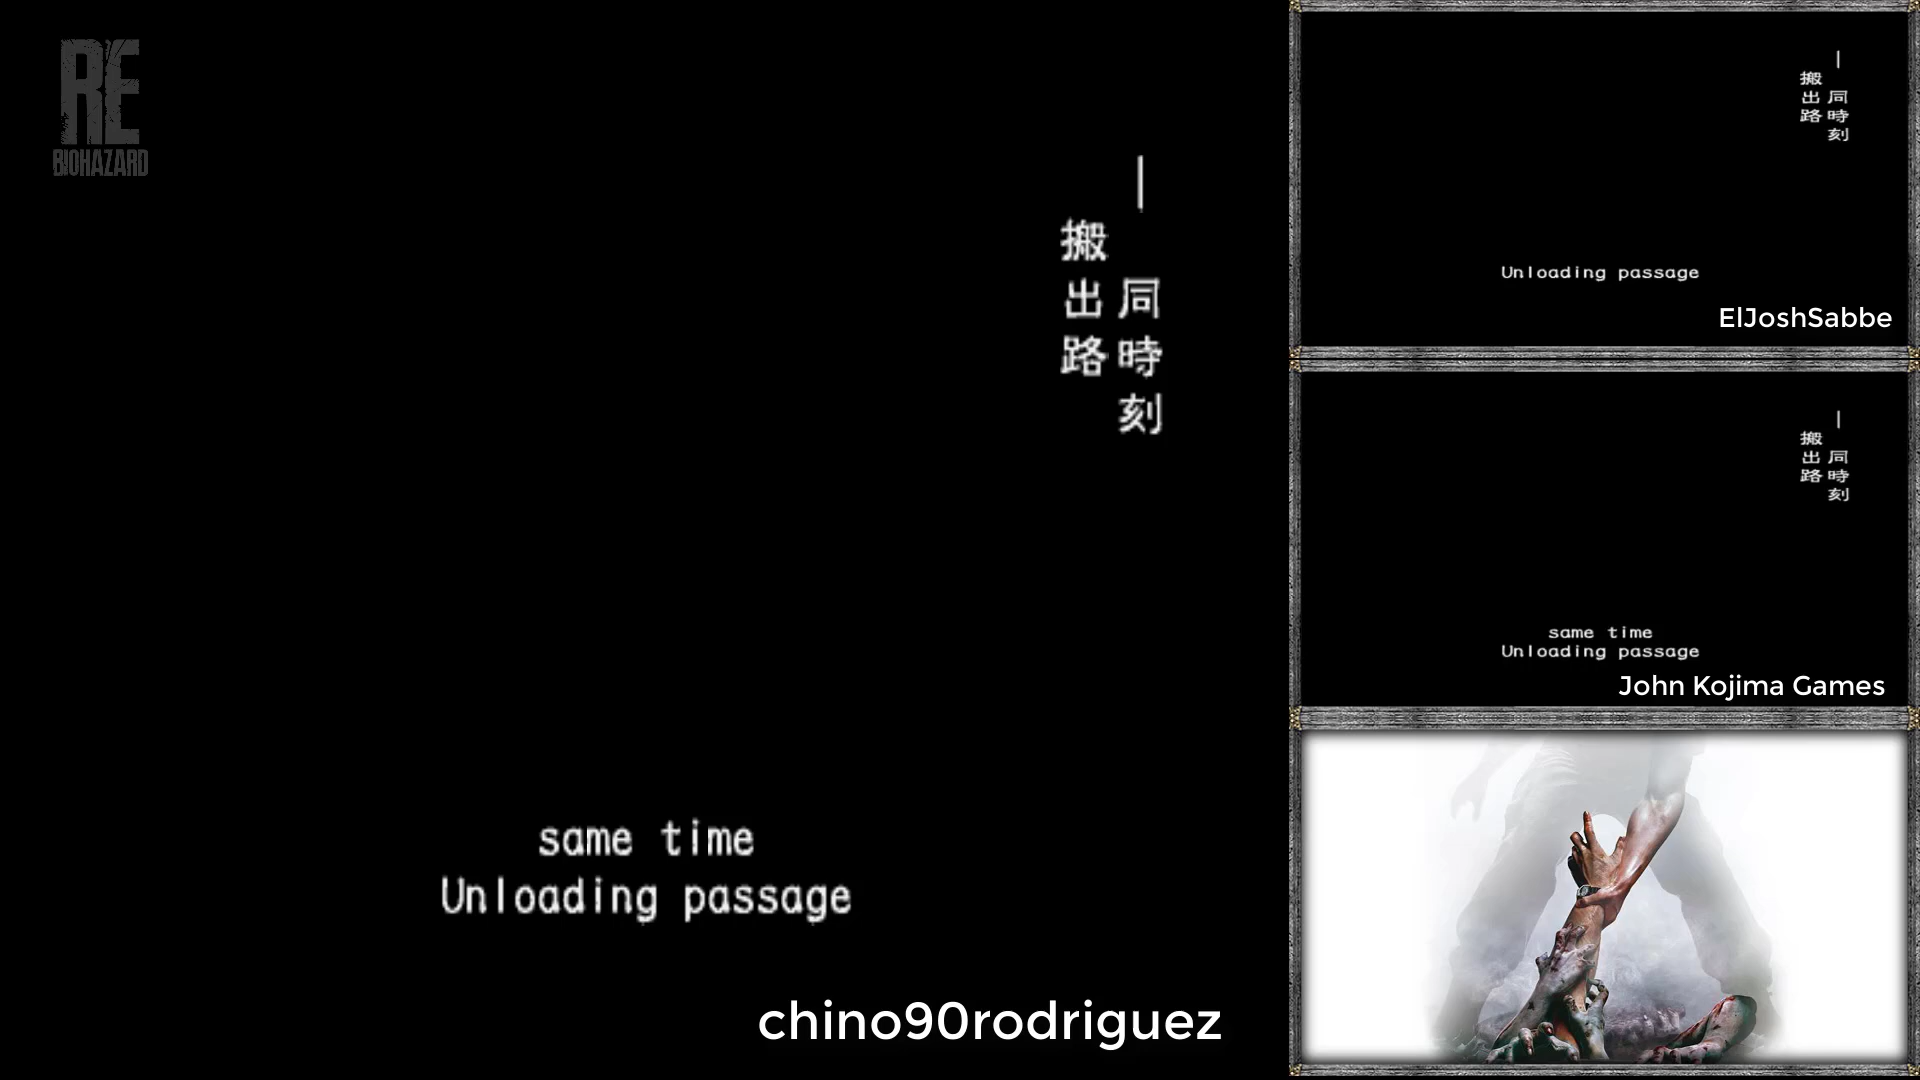 RE
BIOHAZARD
| 同時刻
搬出路
same time
Unloading passage
chino90rodriguez
| 同時刻
搬出路
Unloading passage
ElJoshSabbe
| 同時刻
搬出路
same time
Unloading passage
John Kojima Games